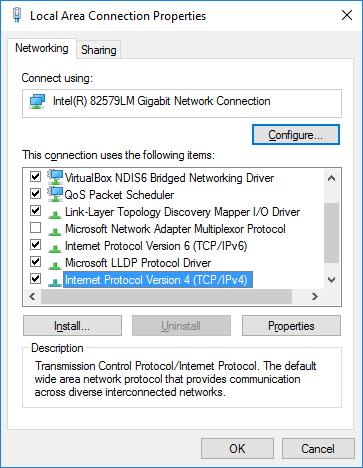 Local Area Connection Properties
Networking
Sharing
Connect using:
Intel(R) 82579LM Gigabit Network Connection
Configure...
This connection uses the following items:
VirtualBox NDIS6 Bridged Networking Driver
QoS Packet Scheduler
Link-Layer Topology Discovery Mapper I/O Driver
Microsoft Network Adapter Multiplexor Protocol
Internet Protocol Version 6 (TCP/IPv6)
Microsoft LLDP Protocol Driver
Internet Protocol Version 4 (TCP/IPv4)
Install...
Uninstall
Properties
Description
Transmission Control Protocol/Internet Protocol. The default
wide area network protocol that provides communication
across diverse interconnected networks.
OK
Cancel